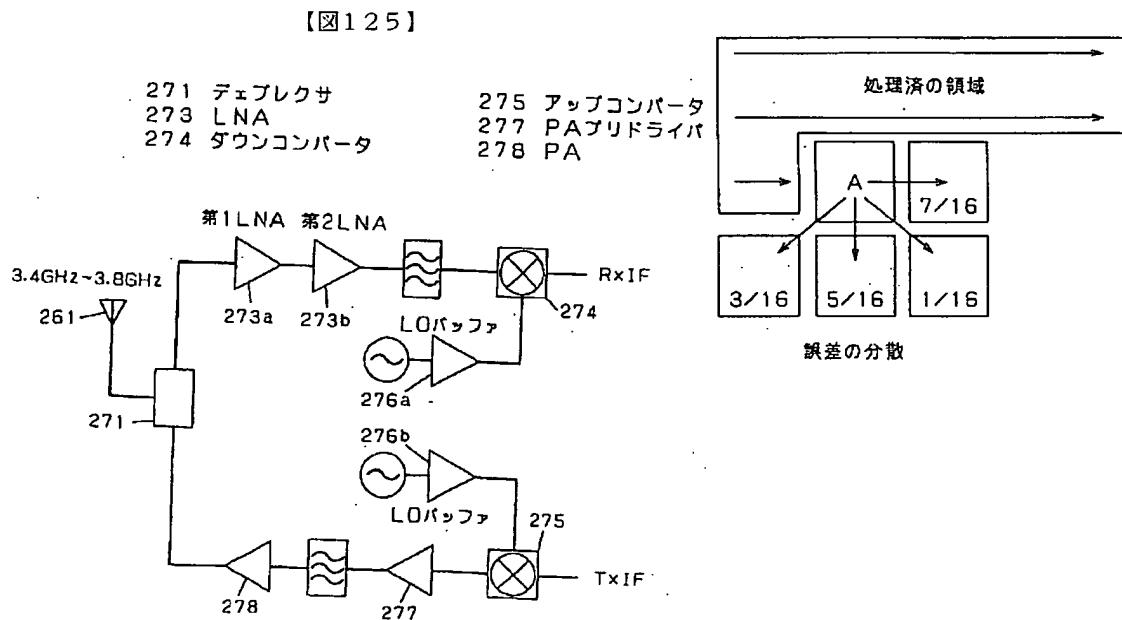 【図125】
271 デェプレクサ
273 LNA
274 ダウンコンバータ
275 アップコンバータ
277 PAプリドライバ
278 PA
第1LNA 第2LNA
3.4GHz~3.8GHz
261
273a
273b
RxIF
274
LOバッファ
276a
271
276b
LOバッファ
275
TxIF
278
277
処理済の領域
A
7/16
3/16
5/16
1/16
誤差の分散